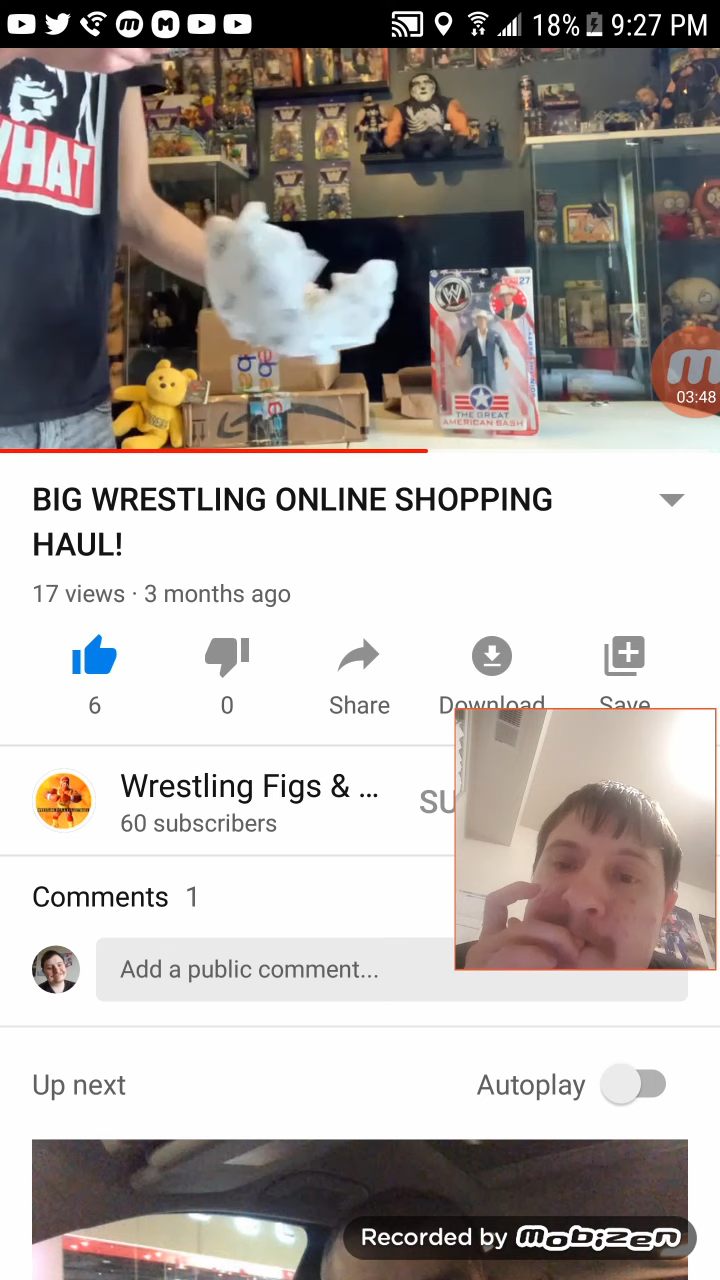 18% 9:27 PM
WHAT
W
27
THE GREAT
AMERICAN BASH
03:48
BIG WRESTLING ONLINE SHOPPING
HAUL!
17 views · 3 months ago
6
0
Share
Download
Save
Wrestling Figs & ...
SU
60 subscribers
Comments 1
Add a public comment...
Up next
Autoplay
Recorded by mobizen